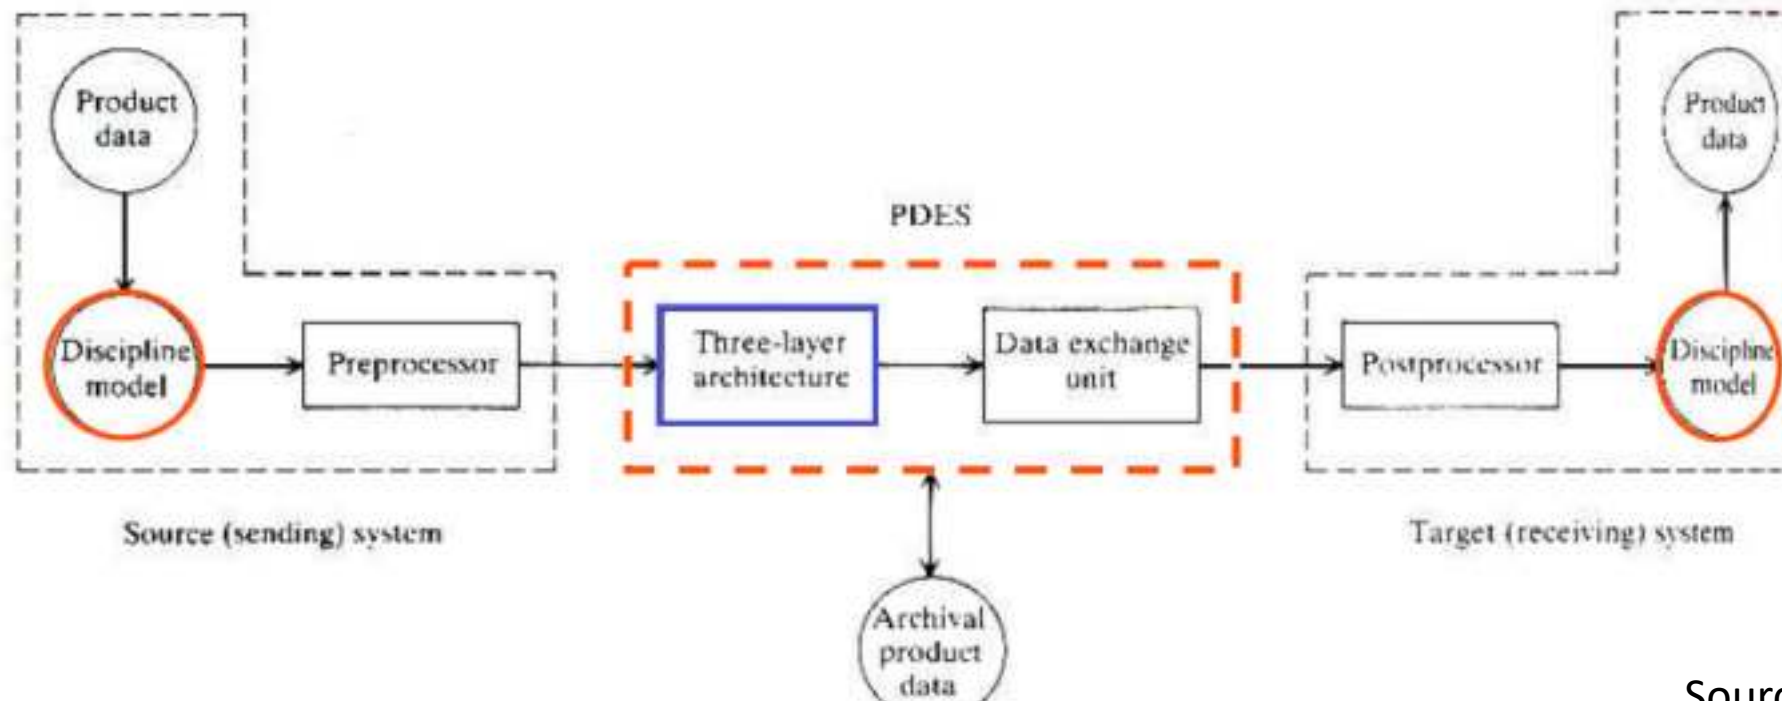 Product
data
Discipline
model
Preprocessor
Source (sending) system
PDES
Three-layer
architecture
Data exchange
unit
Archival
product
data
Product
data
Postprocessor
Discipline
model
Target (receiving) system
Sourc